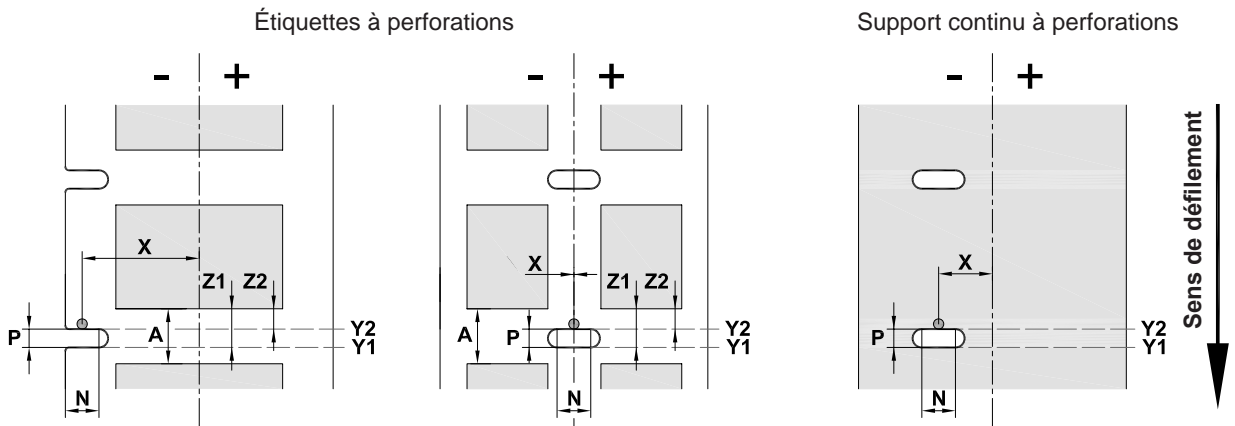 Étiquettes à perforations
Support continu à perforations
- +
- +
- +
X
Z1 Z2
A
P
Y2
Y1
N
X
Z1 Z2
A
P
Y2
Y1
N
X
P
Y2
Y1
N
Sens de défilement